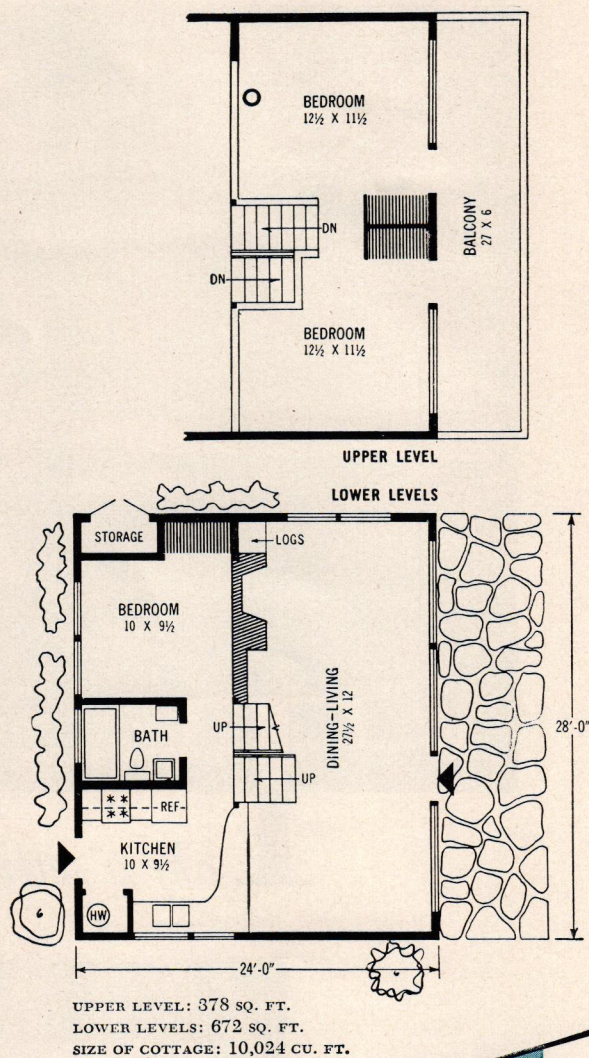 BEDROOM
12½ X 11½
DN
DN
BALCONY
27 X 6
BEDROOM
12½ X 11½
UPPER LEVEL
LOWER LEVELS
STORAGE
LOGS
BEDROOM
10 X 9½
DINING-LIVING
27½ X 12
28'-0"
UP
BATH
UP
REF
KITCHEN
10 X 9½
HW
24'-0"
UPPER LEVEL: 378 SQ. FT.
LOWER LEVELS: 672 SQ. FT.
SIZE OF COTTAGE: 10,024 CU. FT.